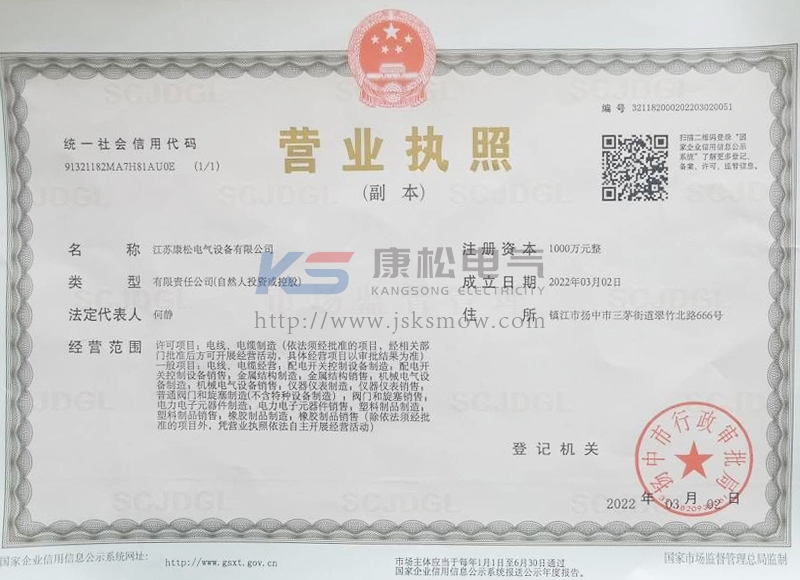 编 号 321182000202203020051
统一社会信用代码
91321182MA7H81AU0E (1/1)
营业执照
(副 本)
扫描二维码登录“国
家企业信用信息公示
系统”了解更多登记、
备案、许可、监管信息。
名 称 江苏康松电气设备有限公司
注册资本 1000万元整
类 型 有限责任公司(自然人投资或控股)
成立日期 2022年03月02日
法定代表人 何静
住 所 镇江市扬中市三茅街道翠竹北路666号
KS 康松电气
KANGSONG ELECTRICITY
http://www.jsksmow.com
经营范围 许可项目：电线、电缆制造（依法须经批准的项目，经相关部
门批准后方可开展经营活动，具体经营项目以审批结果为准）
一般项目：电线、电缆经营；配电开关控制设备制造；配电开
关控制设备销售；金属结构制造；金属结构销售；机械电气设
备制造；机械电气设备销售；仪器仪表制造；仪器仪表销售；
普通阀门和旋塞制造(不含特种设备制造)；阀门和旋塞销售；
电力电子元器件制造；电力电子元器件销售；塑料制品制造；
塑料制品销售；橡胶制品制造；橡胶制品销售（除依法须经批
准的项目外，凭营业执照依法自主开展经营活动）
登记机关
扬中市行政审批局
2022 年 03 月 02 日
国家企业信用信息公示系统网址：
http://www.gsxt.gov.cn
市场主体应当于每年1月1日至6月30日通过
国家企业信用信息公示系统报送公示年度报告。
国家市场监督管理总局监制